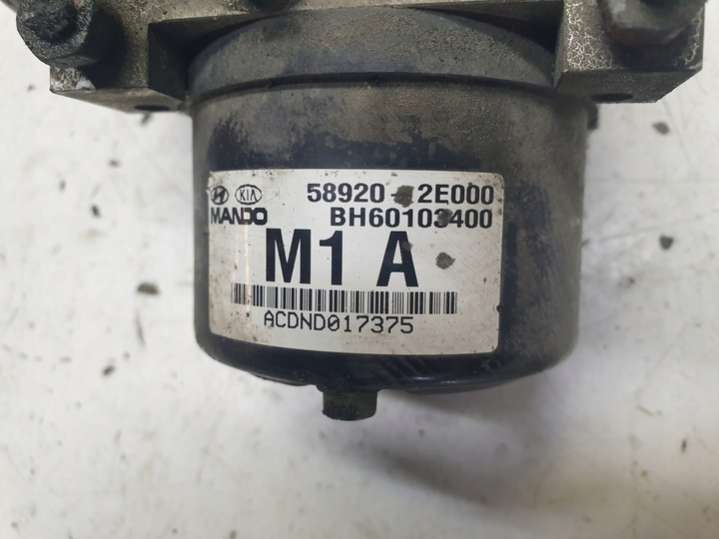 KIA 58920-2E000
MANDO BH60103400
M1 A
ACDND017375